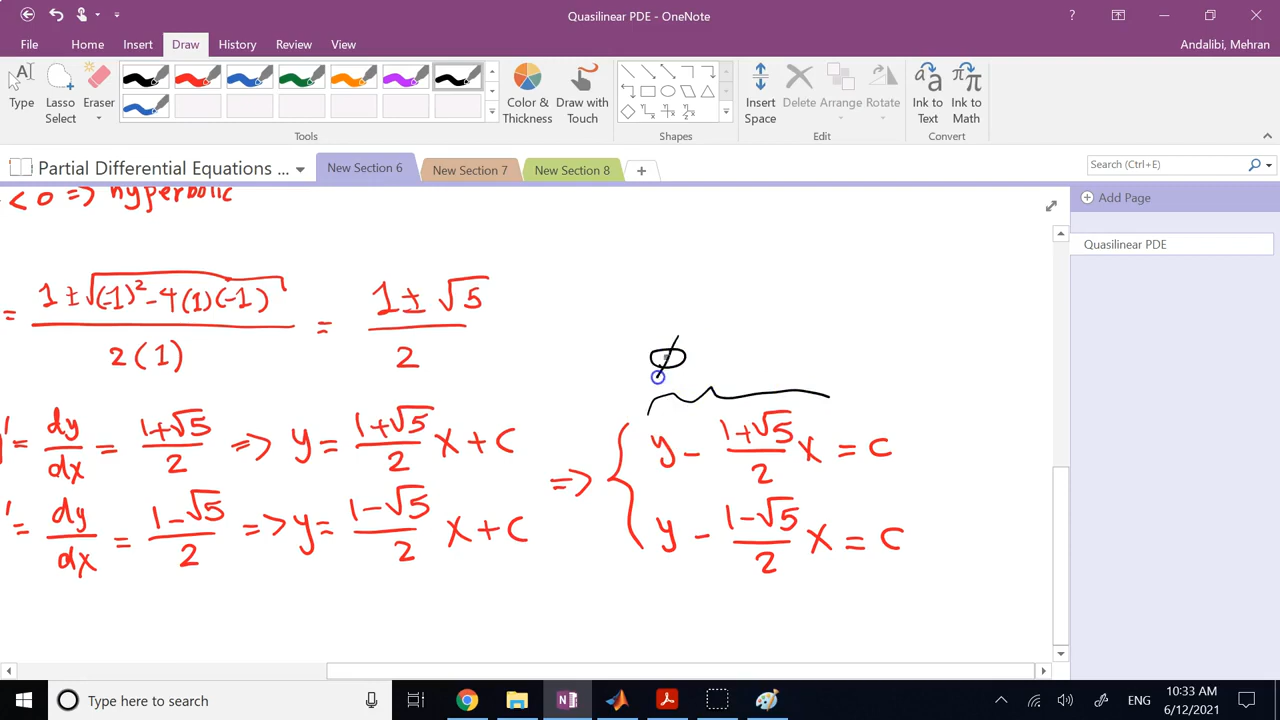 Quasilinear PDE - OneNote
File Home Insert Draw History Review View
Andalibi, Mehran
Type Lasso Select Eraser
Color & Thickness Draw with Touch
Insert Space Delete Arrange Rotate
Ink to Text Ink to Math
Tools Shapes Edit Convert
Partial Differential Equations ... New Section 6 New Section 7 New Section 8 +
Search (Ctrl+E)
Add Page
Quasilinear PDE
< 0 => hyperbolic
= (1 ± √((-1)² - 4(1)(-1))) / (2(1)) = (1 ± √5) / 2
φ
y' = dy/dx = (1+√5)/2 => y = (1+√5)/2 x + c
=> { y - (1+√5)/2 x = c
' = dy/dx = (1-√5)/2 => y = (1-√5)/2 x + c
y - (1-√5)/2 x = c
Type here to search
ENG
10:33 AM
6/12/2021